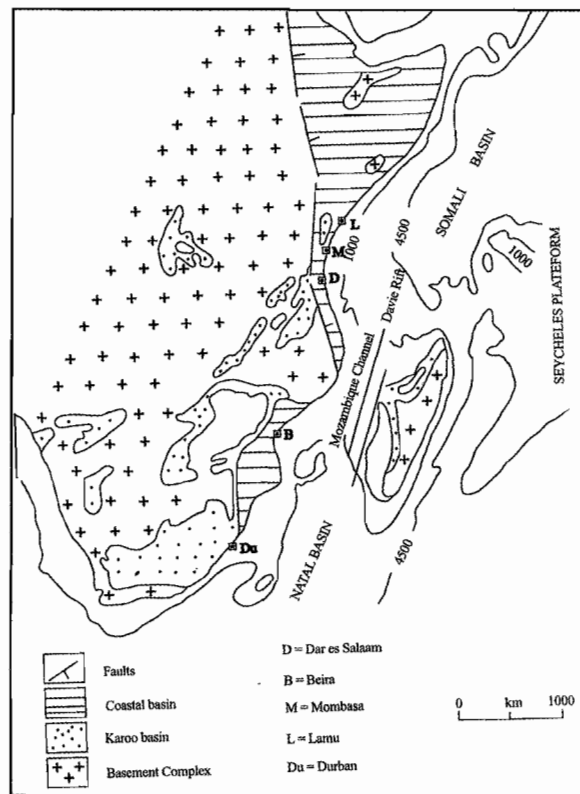 SOMALI BASIN
SEYCHELES PLATEFORM
L
M
D
1000
4500
1000
Davie Rift
Mozambique Channel
B
Du
NATAL BASIN
4500
Faults
Coastal basin
Karoo basin
Basement Complex
D = Dar es Salaam
B = Beira
M = Mombasa
L = Lamu
Du = Durban
0 km 1000